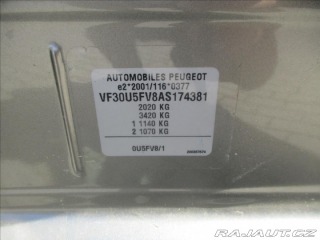 AUTOMOBILES PEUGEOT
e2*2001/116*0377
VF30U5FV8AS174381
2020 KG
3420 KG
1 1140 KG
2 1070 KG
0U5FV8/1
SAUTO.CZ